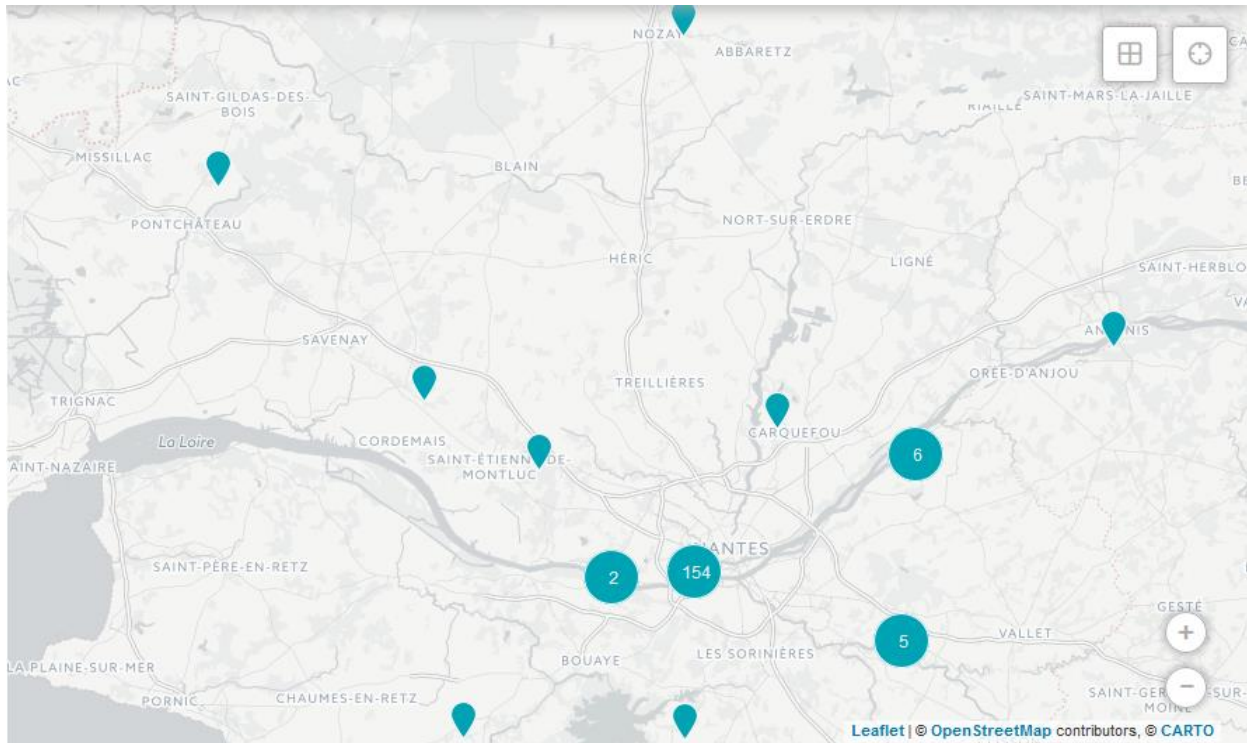 NOZAY
ABBARETZ
SAINT-GILDAS-DES-
BOIS
RIAILLÉ
SAINT-MARS-LA-JAILLE
MISSILLAC
BLAIN
PONTCHÂTEAU
NORT-SUR-ERDRE
HÉRIC
LIGNÉ
SAINT-HERBLO
SAVENAY
TREILLIÈRES
ORÉE-D'ANJOU
TRIGNAC
La Loire
CORDEMAIS
CARQUEFOU
SAINT-ÉTIENNE-DE-
MONTLUC
AINT-NAZAIRE
6
NANTES
2
154
SAINT-PÈRE-EN-RETZ
GESTÉ
+
5
VALLET
BOUAYE
LES SORINIÈRES
LA PLAINE-SUR-MER
PORNIC
CHAUMES-EN-RETZ
−
Leaflet | © OpenStreetMap contributors, © CARTO